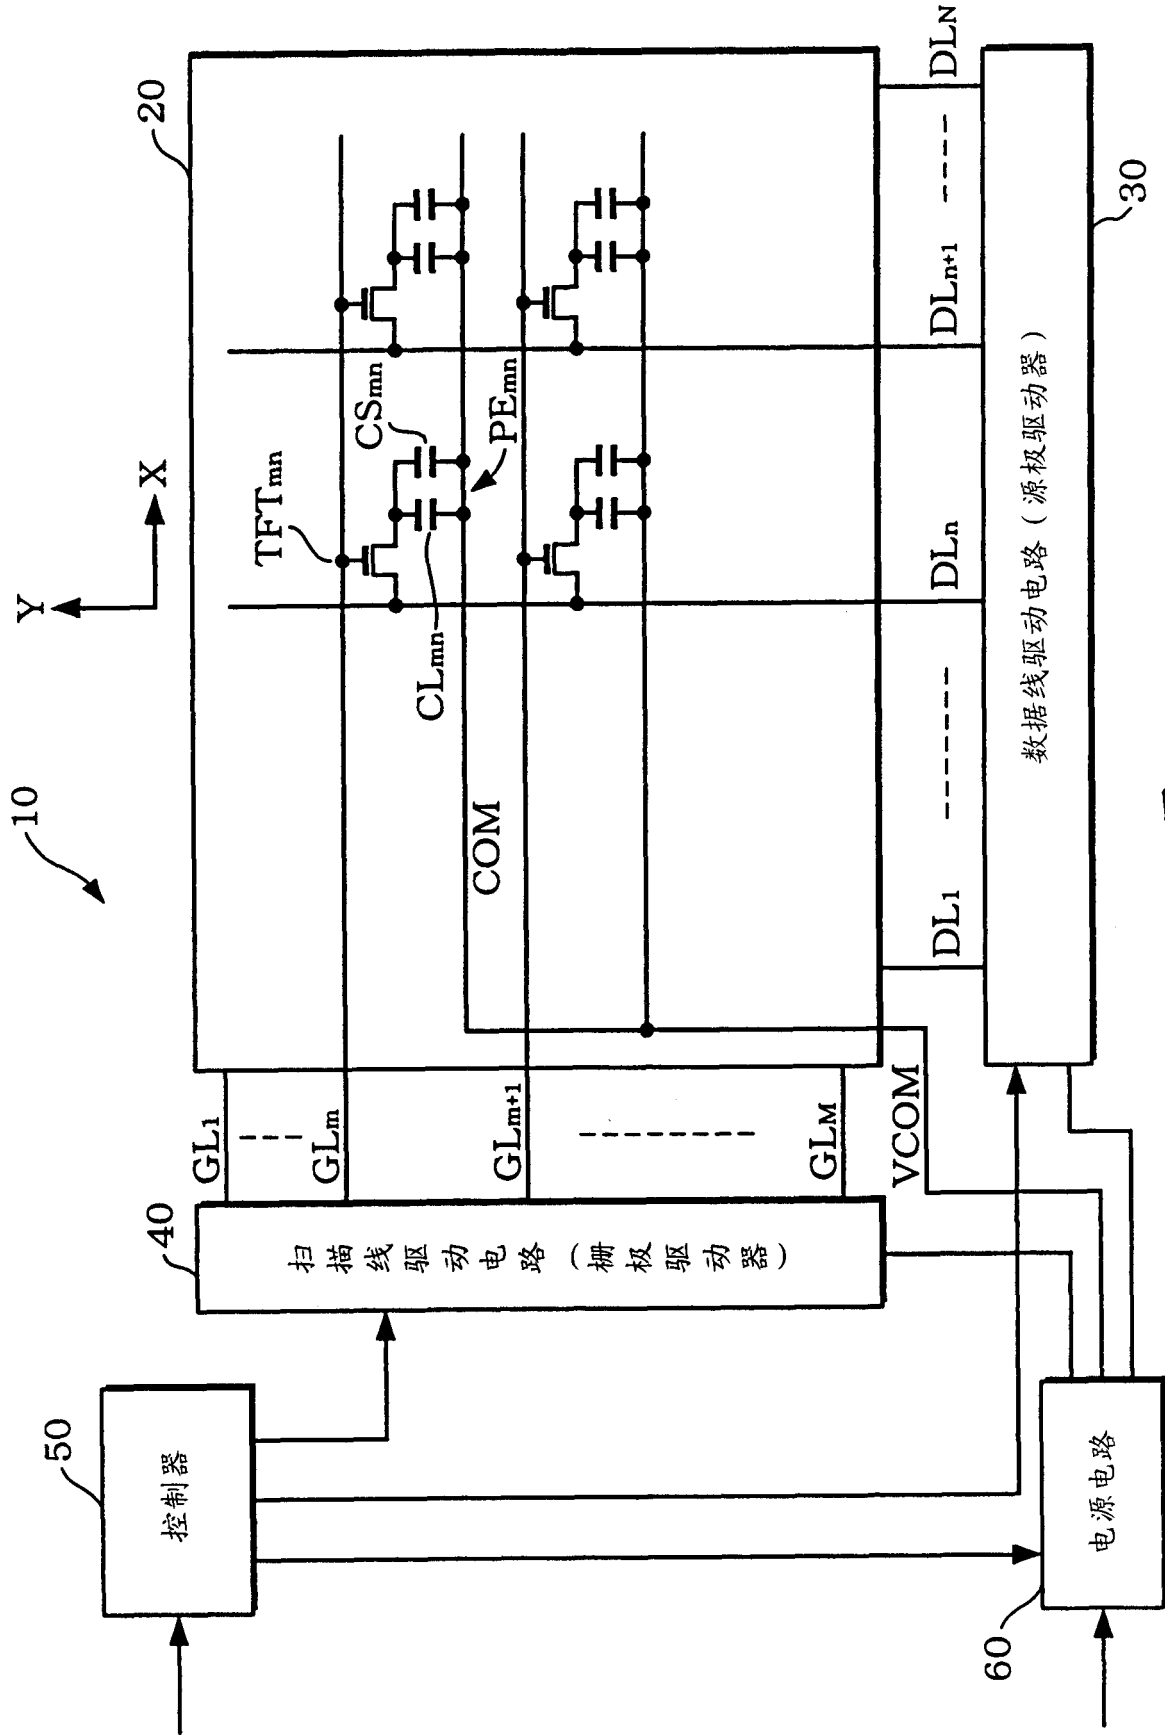 10
Y
X
20
TFTmn
CSmn
CLmn
PEmn
COM
50
控制器
40
扫描线驱动电路(栅极驱动器)
GL1
GLm
GLm+1
GLM
VCOM
DL1
DLn
DLn+1
DLN
30
数据线驱动电路(源极驱动器)
60
电源电路